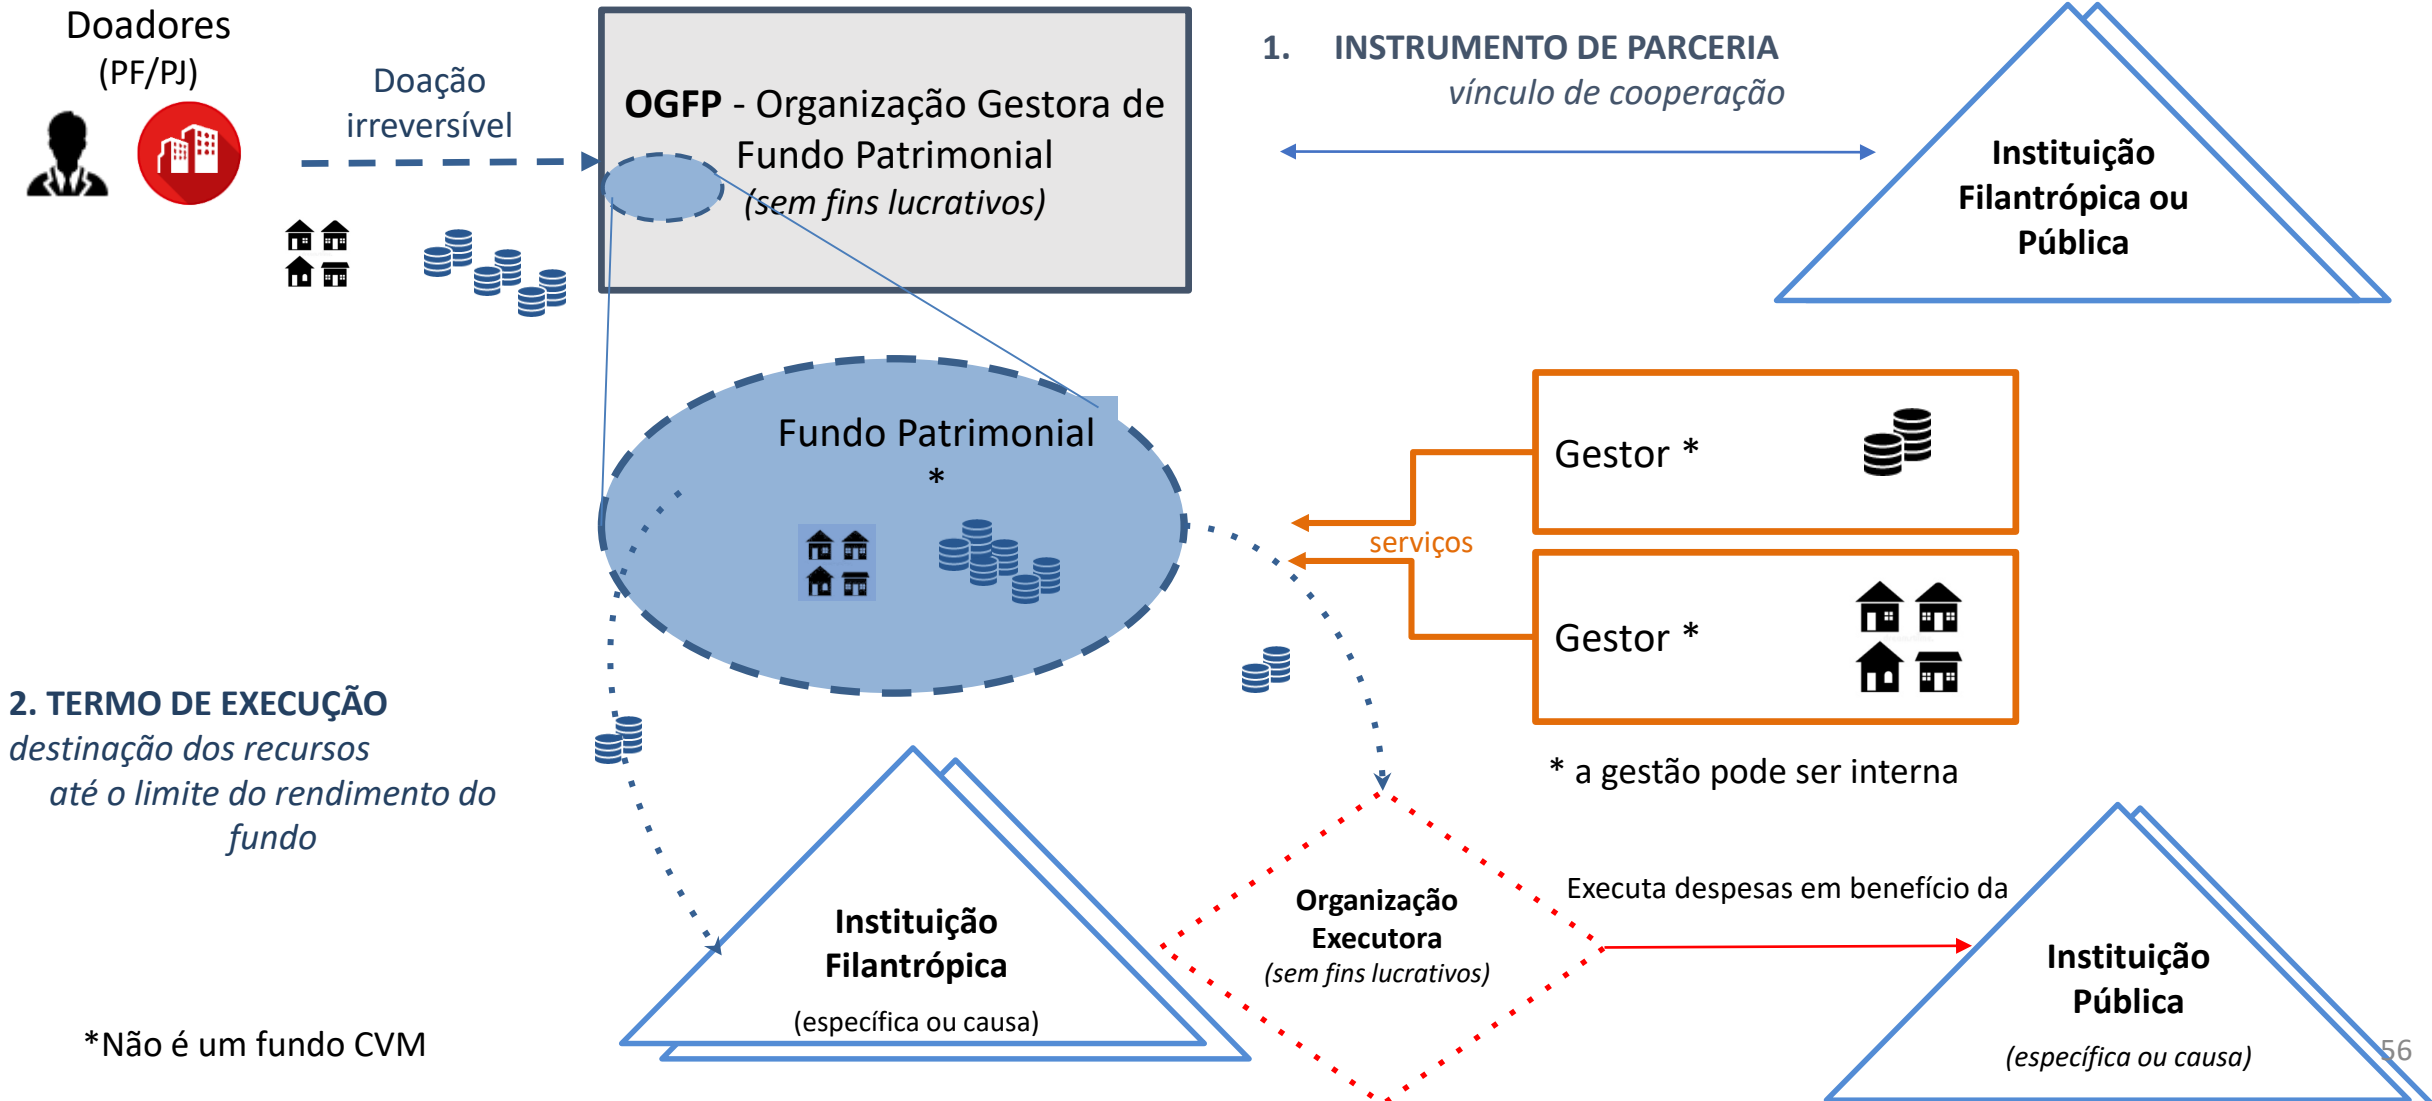 Doadores
(PF/PJ)
Doação
irreversível
OGFP - Organização Gestora de
Fundo Patrimonial
(sem fins lucrativos)
1. INSTRUMENTO DE PARCERIA
vínculo de cooperação
Instituição
Filantrópica ou
Pública
Fundo Patrimonial
*
Gestor *
serviços
Gestor *
* a gestão pode ser interna
2. TERMO DE EXECUÇÃO
destinação dos recursos
até o limite do rendimento do
fundo
Instituição
Filantrópica
(específica ou causa)
Organização
Executora
(sem fins lucrativos)
Executa despesas em benefício da
Instituição
Pública
(específica ou causa)
*Não é um fundo CVM
56